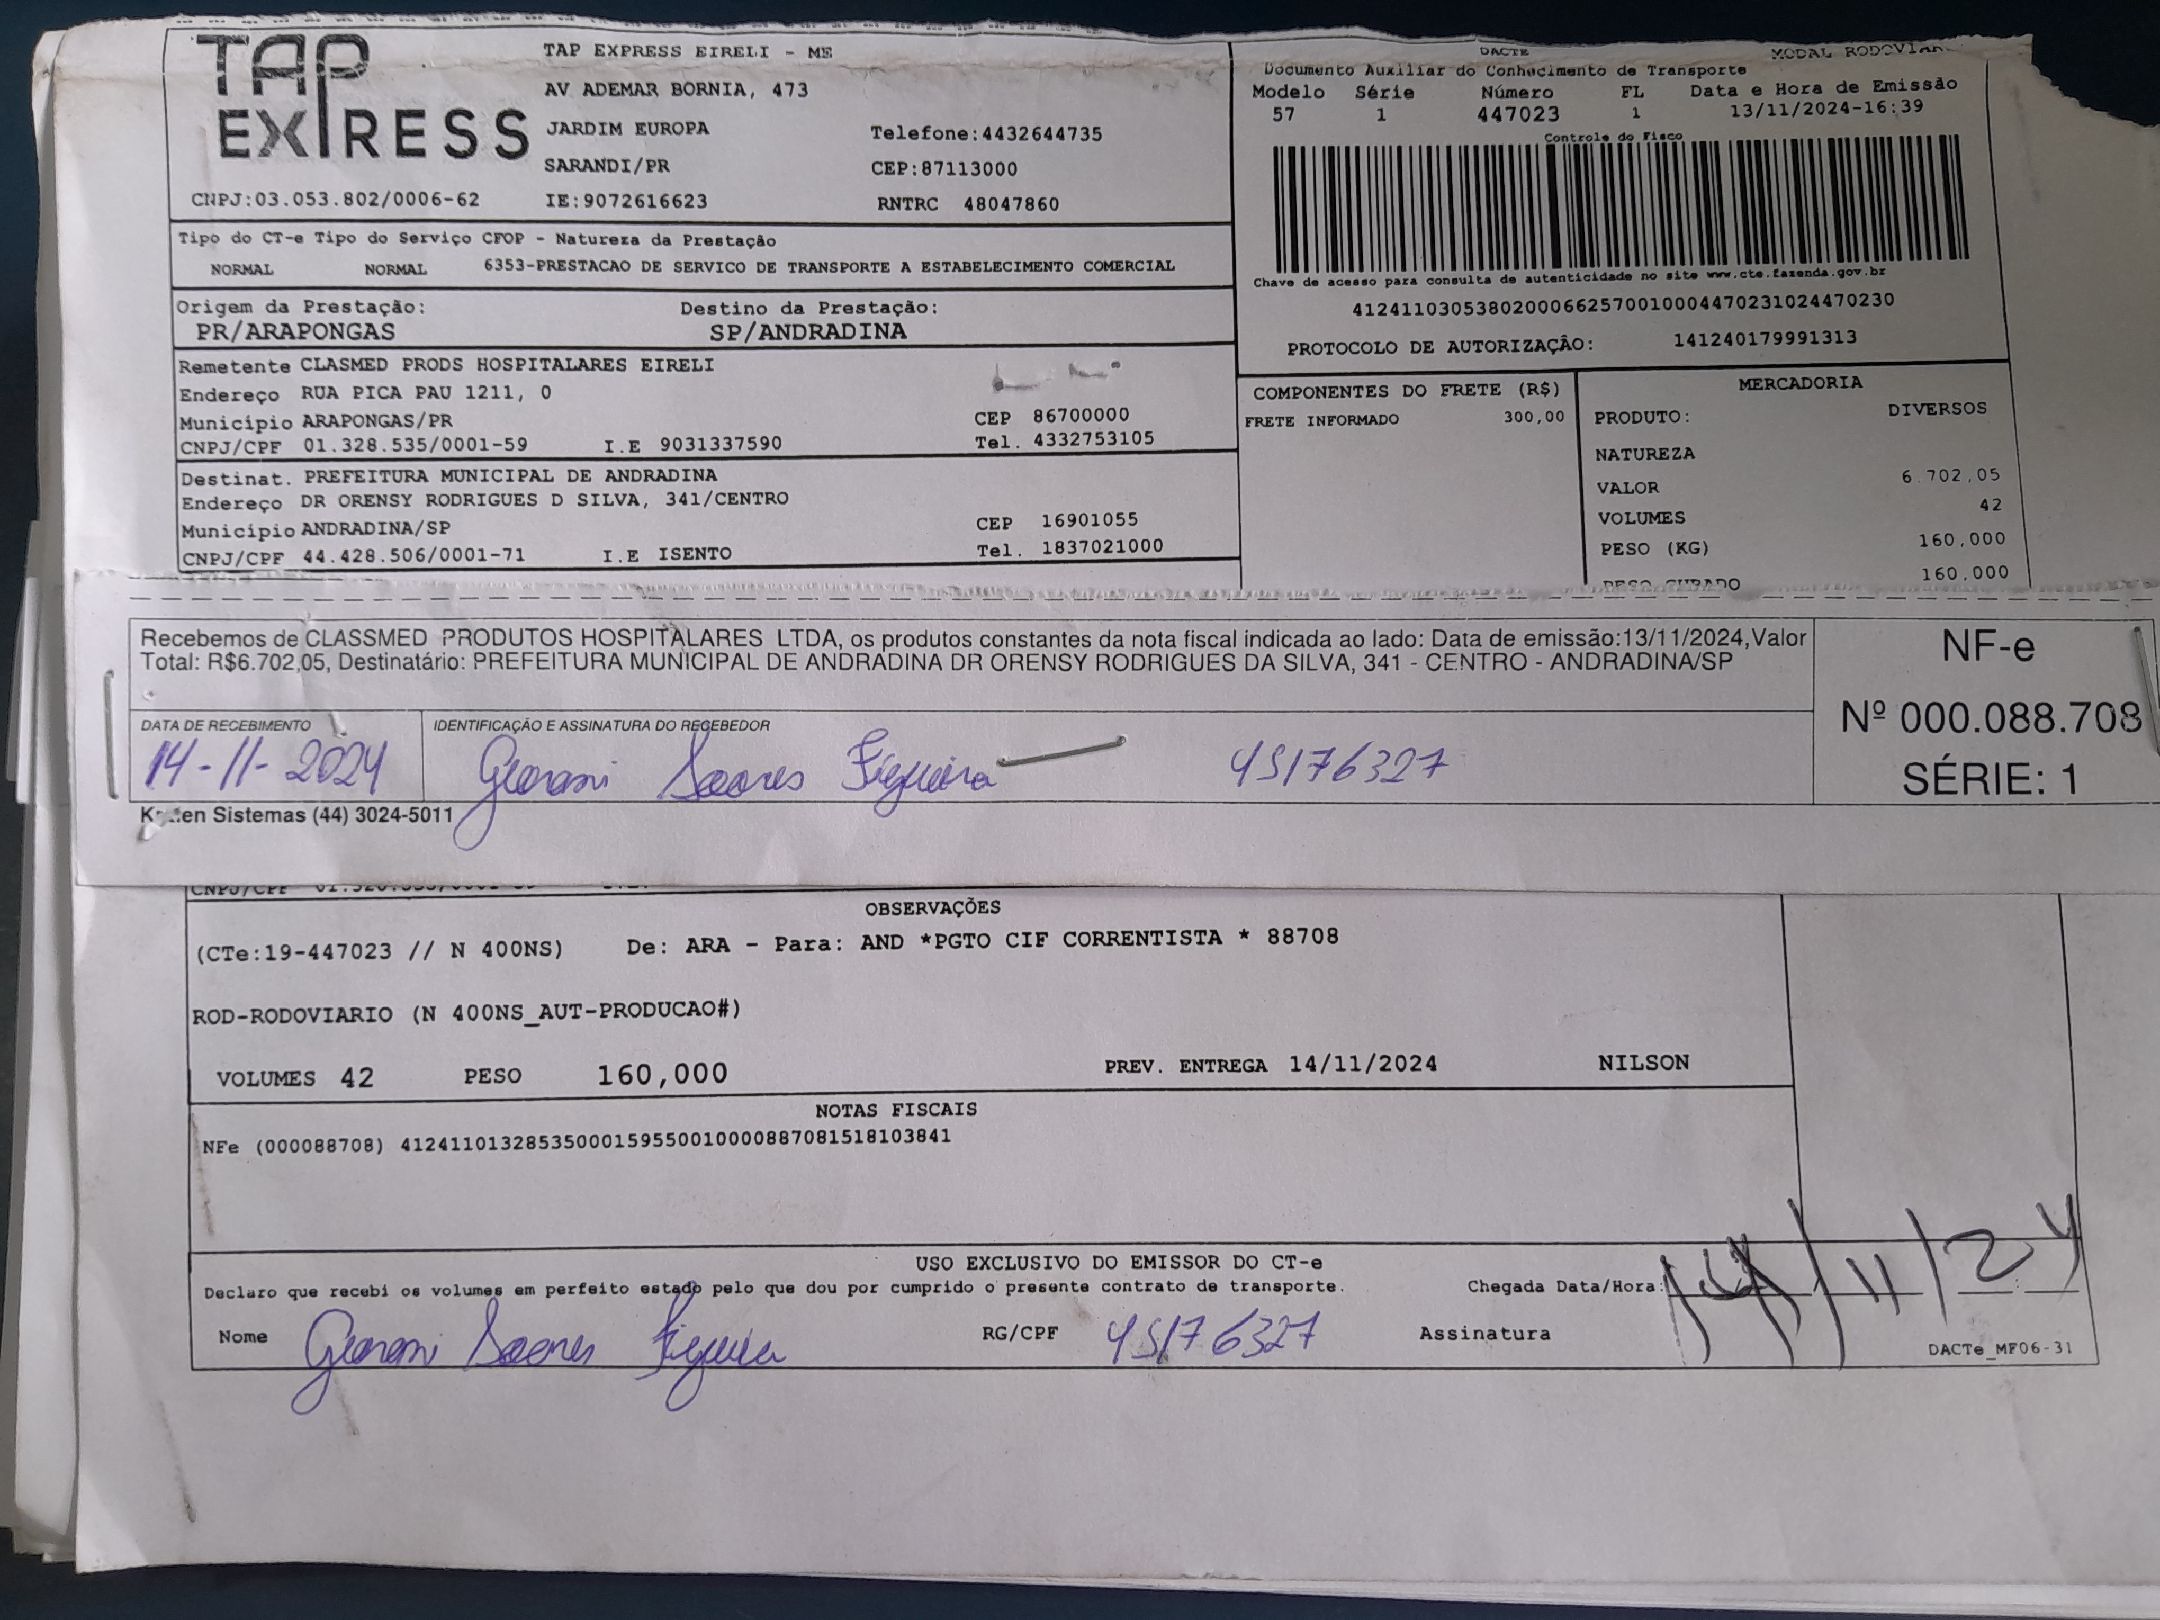 TAP EXPRESS
TAP EXPRESS EIRELI - ME
AV ADEMAR BORNIA, 473
JARDIM EUROPA Telefone:4432644735
SARANDI/PR CEP:87113000
CNPJ:03.053.802/0006-62 IE:9072616623 RNTRC 48047860
DACTE
Documento Auxiliar do Conhecimento de Transporte
Modelo Série Número FL Data e Hora de Emissão
57 1 447023 1 13/11/2024-16:39
Controle do Fisco
Chave de acesso para consulta de autenticidade no site www.cte.fazenda.gov.br
41241103053802000662570010004470231024470230
PROTOCOLO DE AUTORIZAÇÃO: 141240179991313
Tipo do CT-e Tipo do Serviço CFOP - Natureza da Prestação
NORMAL NORMAL 6353-PRESTACAO DE SERVICO DE TRANSPORTE A ESTABELECIMENTO COMERCIAL
Origem da Prestação: Destino da Prestação:
PR/ARAPONGAS SP/ANDRADINA
Remetente CLASMED PRODS HOSPITALARES EIRELI
Endereço RUA PICA PAU 1211, 0
Município ARAPONGAS/PR CEP 86700000
CNPJ/CPF 01.328.535/0001-59 I.E 9031337590 Tel. 4332753105
Destinat. PREFEITURA MUNICIPAL DE ANDRADINA
Endereço DR ORENSY RODRIGUES D SILVA, 341/CENTRO
Município ANDRADINA/SP CEP 16901055
CNPJ/CPF 44.428.506/0001-71 I.E ISENTO Tel. 1837021000
COMPONENTES DO FRETE (R$)
FRETE INFORMADO 300,00
MERCADORIA
PRODUTO: DIVERSOS
NATUREZA
VALOR 6.702,05
VOLUMES 42
PESO (KG) 160,000
160,000
Recebemos de CLASSMED PRODUTOS HOSPITALARES LTDA, os produtos constantes da nota fiscal indicada ao lado: Data de emissão:13/11/2024,Valor
Total: R$6.702,05, Destinatário: PREFEITURA MUNICIPAL DE ANDRADINA DR ORENSY RODRIGUES DA SILVA, 341 - CENTRO - ANDRADINA/SP
NF-e
Nº 000.088.708
SÉRIE: 1
DATA DE RECEBIMENTO IDENTIFICAÇÃO E ASSINATURA DO RECEBEDOR
14-11-2024 Geovani Soares Figueira 45176327
Sistemas (44) 3024-5011
OBSERVAÇÕES
(CTe:19-447023 // N 400NS) De: ARA - Para: AND *PGTO CIF CORRENTISTA * 88708
ROD-RODOVIARIO (N 400NS_AUT-PRODUCAO#)
VOLUMES 42 PESO 160,000 PREV. ENTREGA 14/11/2024 NILSON
NOTAS FISCAIS
NFe (000088708) 41241101328535000159550010000887081518103841
USO EXCLUSIVO DO EMISSOR DO CT-e
Declaro que recebi os volumes em perfeito estado pelo que dou por cumprido o presente contrato de transporte. Chegada Data/Hora: 14/11/24
Nome Geovani Soares Figueira RG/CPF 45176327 Assinatura
DACTe_MF06-31